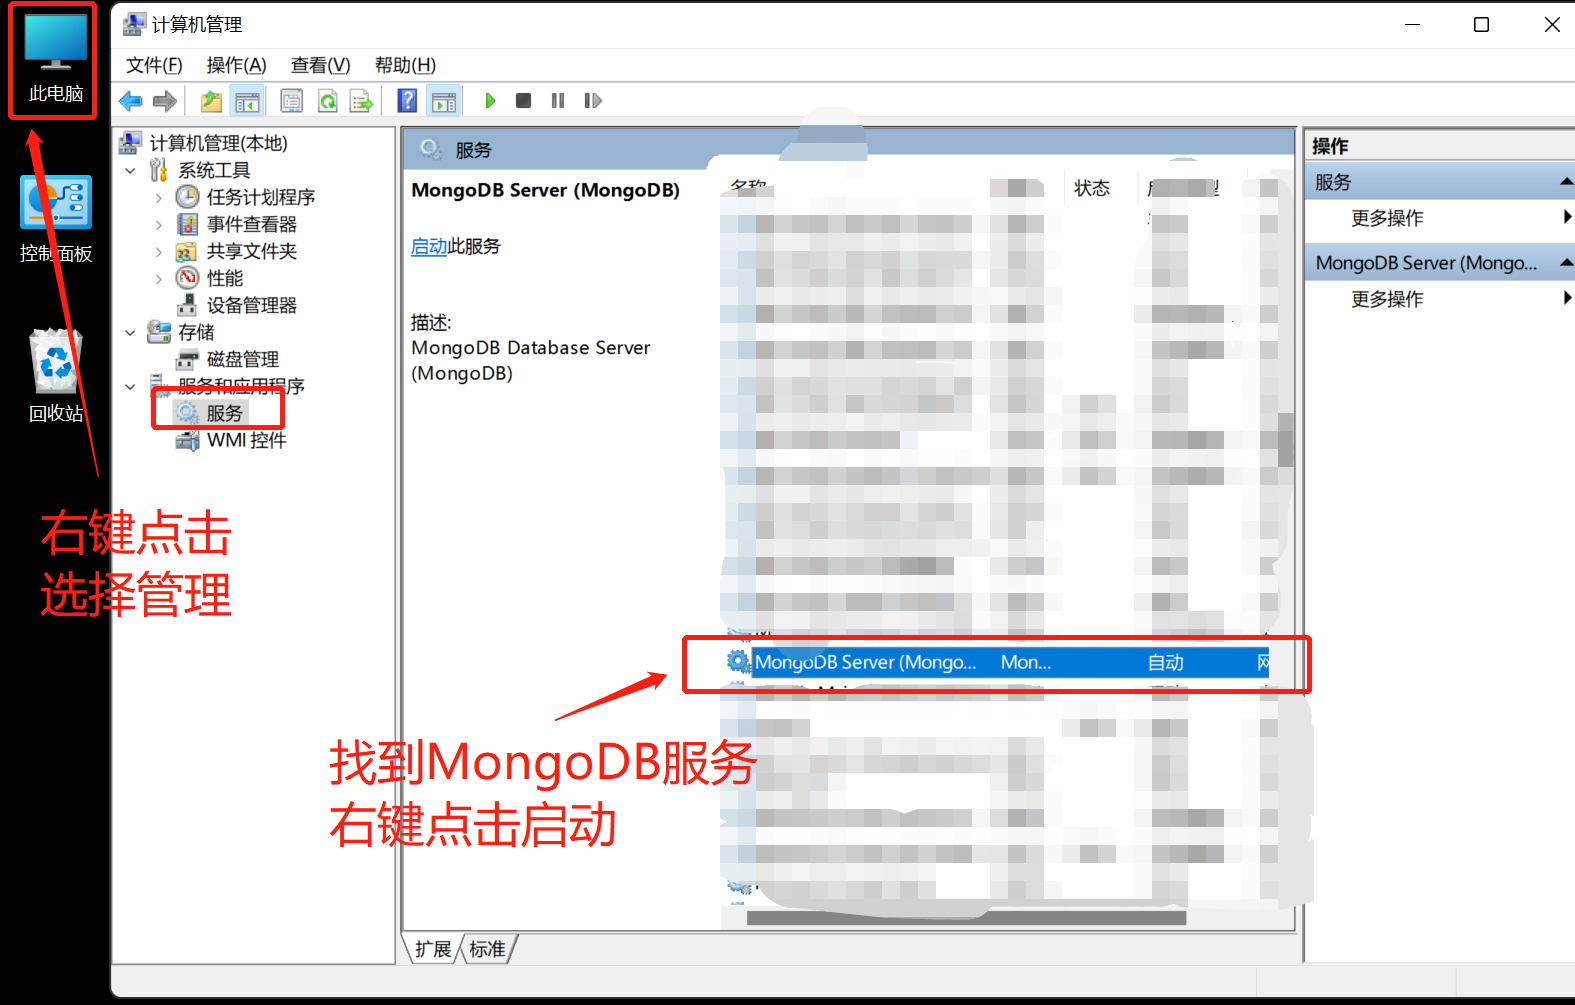 此电脑
控制面板
回收站
计算机管理
文件(F) 操作(A) 查看(V) 帮助(H)
计算机管理(本地)
系统工具
任务计划程序
事件查看器
共享文件夹
性能
设备管理器
存储
磁盘管理
服务和应用程序
服务
WMI 控件
右键点击
选择管理
服务
MongoDB Server (MongoDB)
启动此服务
描述:
MongoDB Database Server
(MongoDB)
名称 状态
MongoDB Server (Mongo... Mon... 自动 网
找到MongoDB服务
右键点击启动
扩展 标准
操作
服务
更多操作
MongoDB Server (Mongo...
更多操作